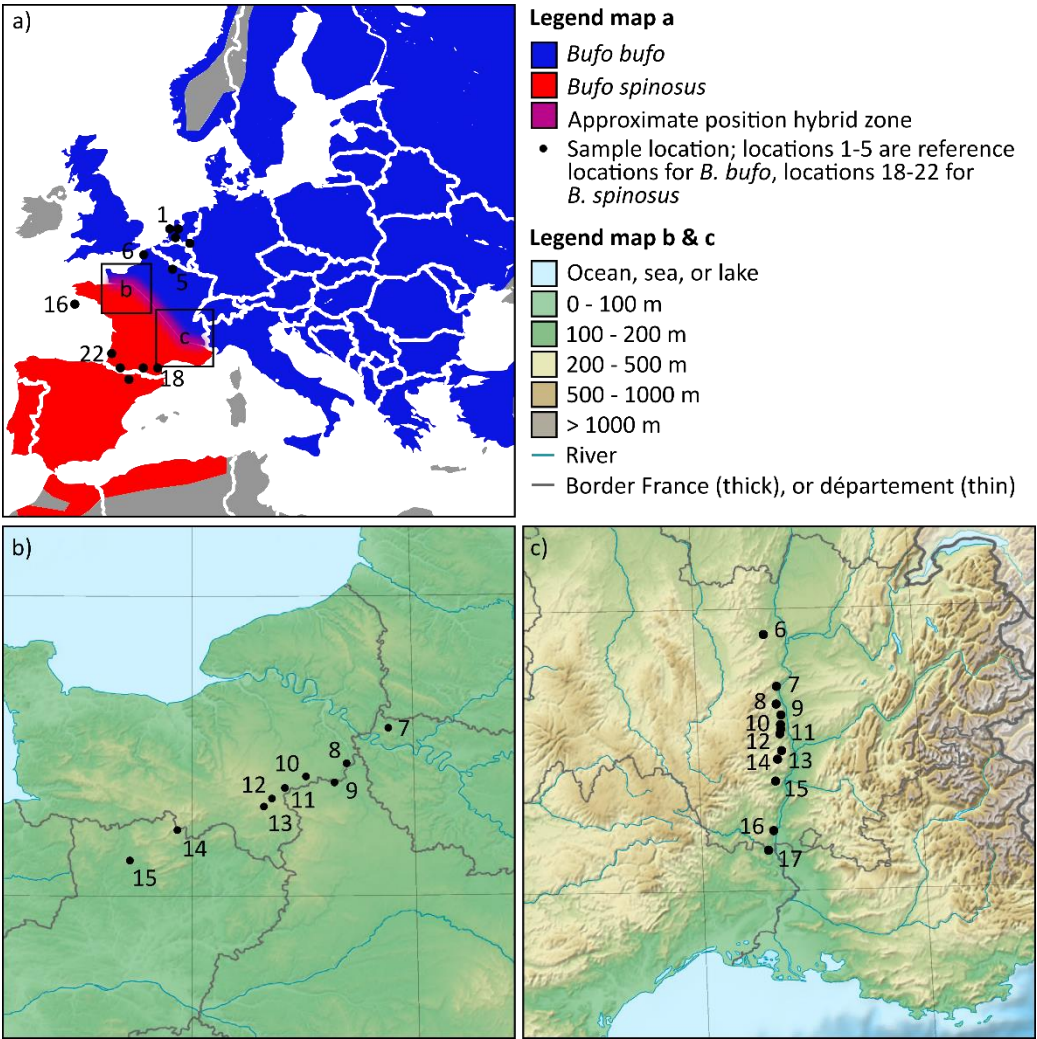 a)
1
6
5
b
16
c
22
18
Legend map a
Bufo bufo
Bufo spinosus
Approximate position hybrid zone
Sample location; locations 1-5 are reference
locations for B. bufo, locations 18-22 for
B. spinosus
Legend map b & c
Ocean, sea, or lake
0 - 100 m
100 - 200 m
200 - 500 m
500 - 1000 m
> 1000 m
River
Border France (thick), or département (thin)
b)
7
8
10
9
12
11
13
14
15
c)
6
7
8
9
10
11
12
13
14
15
16
17